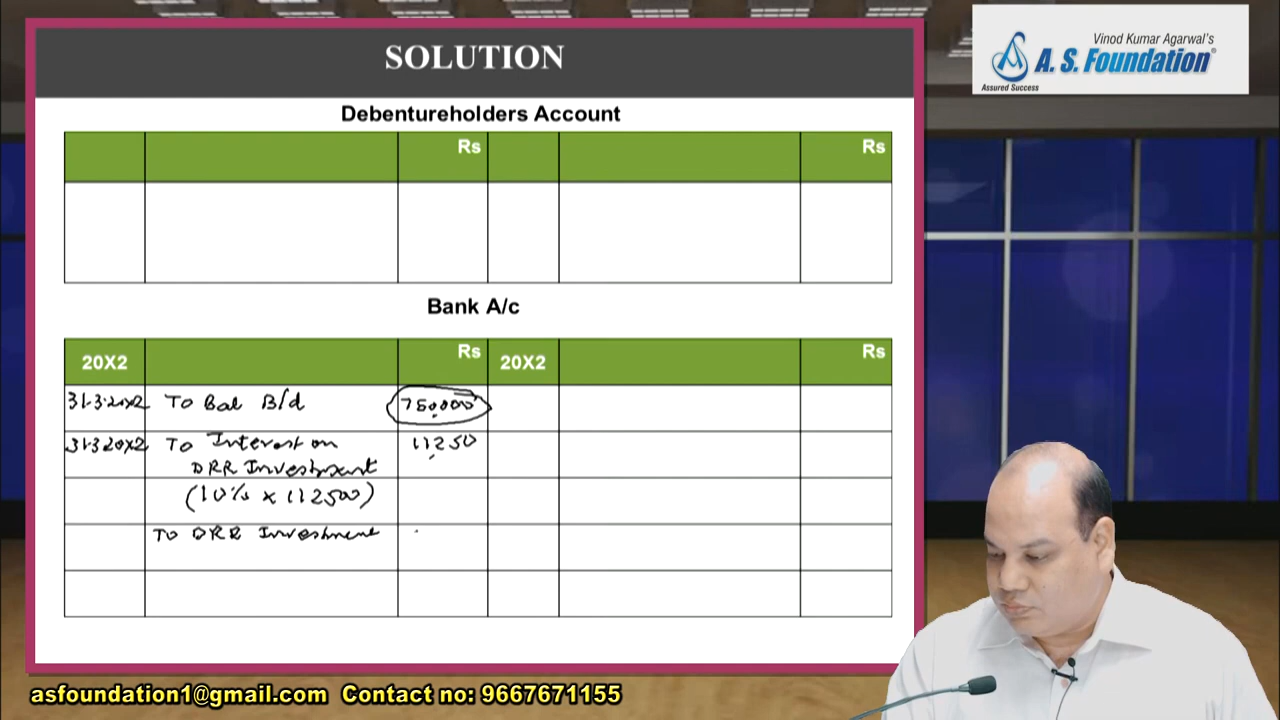 SOLUTION
Vinod Kumar Agarwal's
A. S. Foundation®
Assured Success
Debentureholders Account
Rs Rs
Bank A/c
20X2 Rs 20X2 Rs
31.3.20X2 To Bal B/d 750,000
31.3.20X2 To Interest on 11250
DRR Investment
(10% x 112500)
To DRR Investment
asfoundation1@gmail.com Contact no: 9667671155